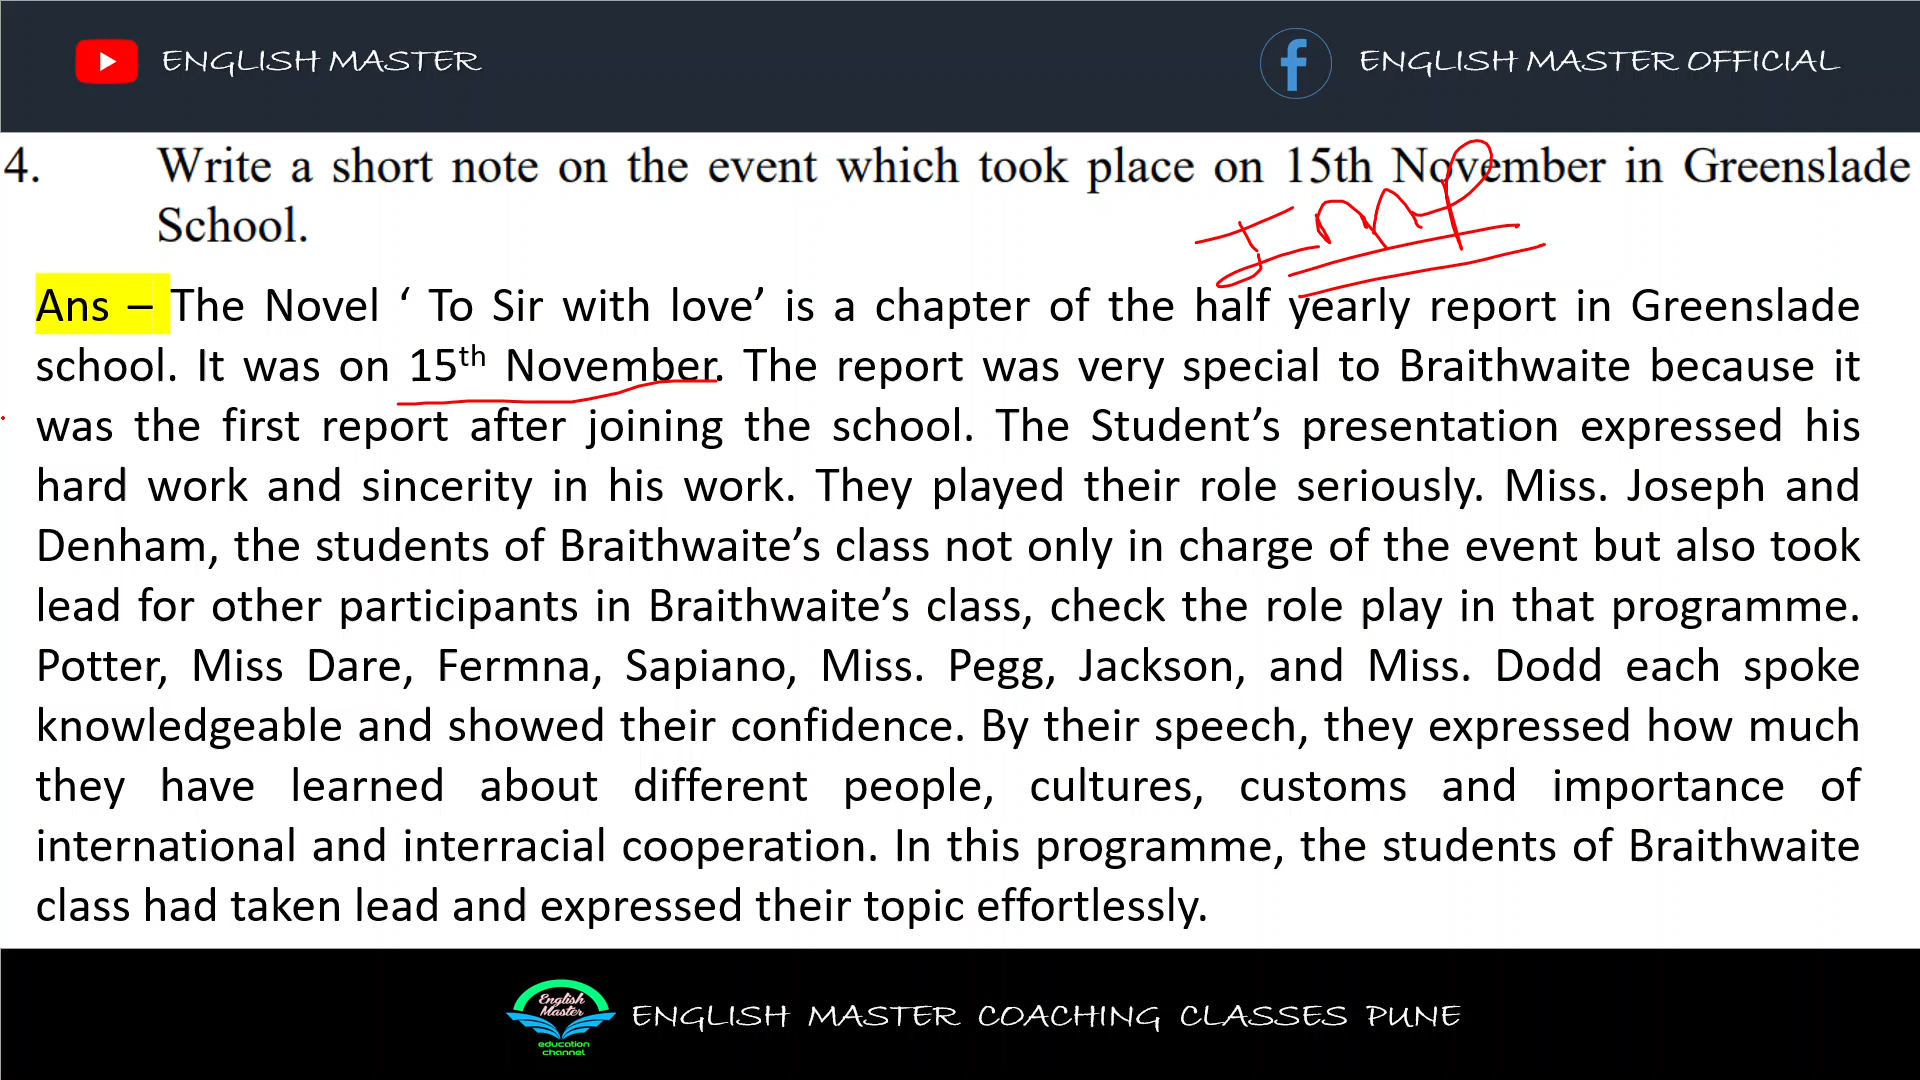 ENGLISH MASTER
ENGLISH MASTER OFFICIAL
4. Write a short note on the event which took place on 15th November in Greenslade
School.
IMP
Ans – The Novel ‘ To Sir with love’ is a chapter of the half yearly report in Greenslade
school. It was on 15th November. The report was very special to Braithwaite because it
was the first report after joining the school. The Student’s presentation expressed his
hard work and sincerity in his work. They played their role seriously. Miss. Joseph and
Denham, the students of Braithwaite’s class not only in charge of the event but also took
lead for other participants in Braithwaite’s class, check the role play in that programme.
Potter, Miss Dare, Fermna, Sapiano, Miss. Pegg, Jackson, and Miss. Dodd each spoke
knowledgeable and showed their confidence. By their speech, they expressed how much
they have learned about different people, cultures, customs and importance of
international and interracial cooperation. In this programme, the students of Braithwaite
class had taken lead and expressed their topic effortlessly.
English
Master
education
channel
ENGLISH MASTER COACHING CLASSES PUNE